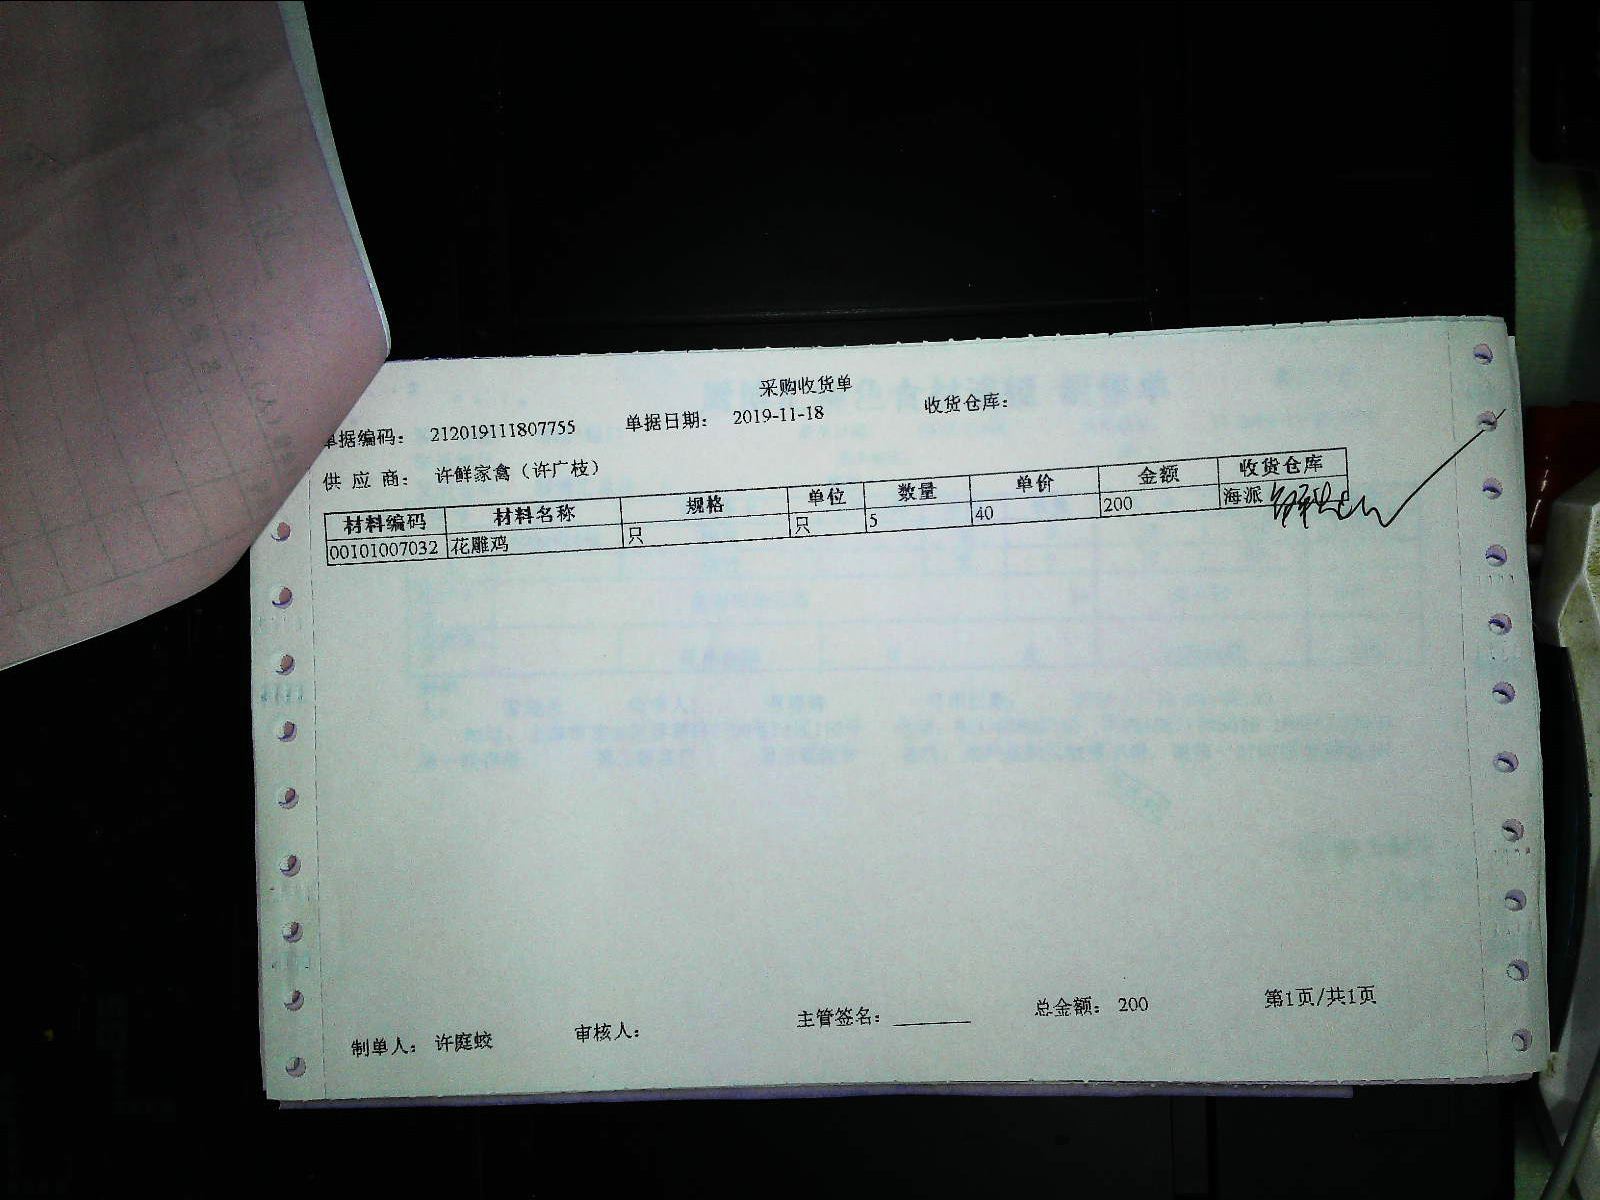 采购收货单
单据编码： 212019111807755 单据日期： 2019-11-18 收货仓库：
供 应 商： 许鲜家禽（许广枝）
材料编码 材料名称 规格 单位 数量 单价 金额 收货仓库
00101007032 花雕鸡 只 只 5 40 200 海派
制单人： 许庭蛟 审核人： 主管签名： 总金额： 200 第1页/共1页